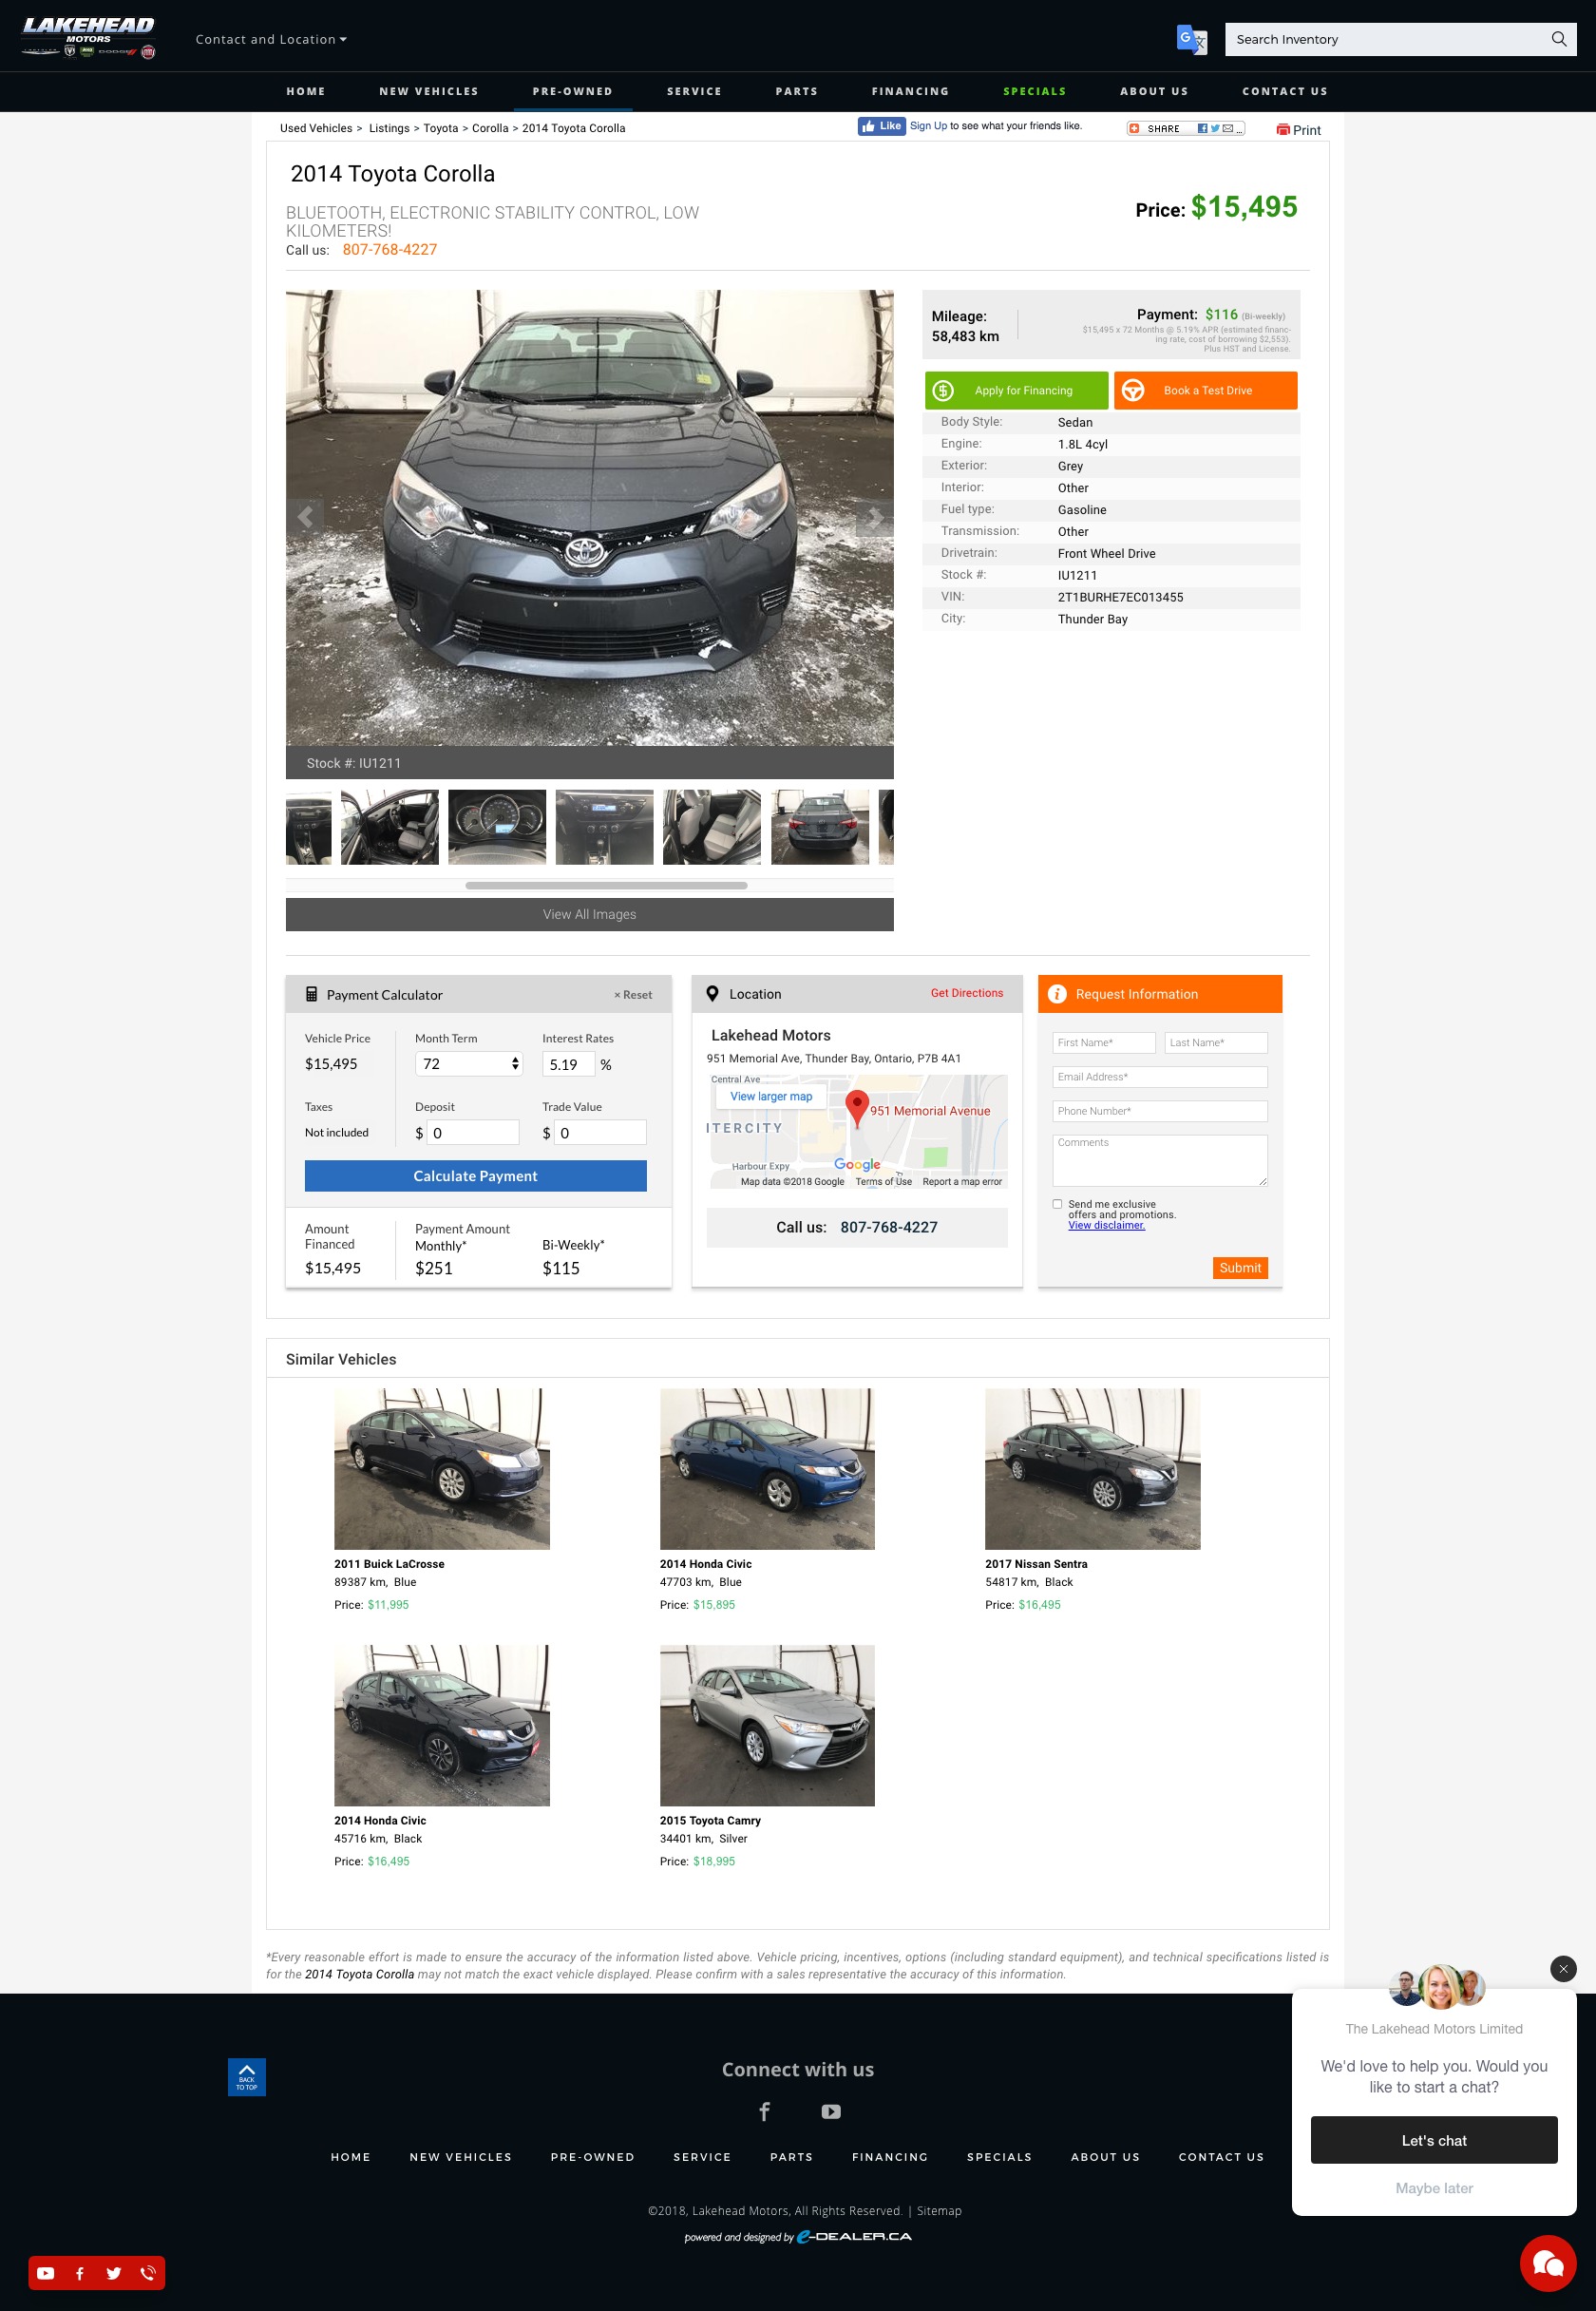 LAKEHEAD
MOTORS
Contact and Location
Search Inventory
HOME NEW VEHICLES PRE-OWNED SERVICE PARTS FINANCING SPECIALS ABOUT US CONTACT US
Used Vehicles > Listings > Toyota > Corolla > 2014 Toyota Corolla
Like Sign Up to see what your friends like.
SHARE
Print
2014 Toyota Corolla
BLUETOOTH, ELECTRONIC STABILITY CONTROL, LOW
KILOMETERS!
Call us: 807-768-4227
Price: $15,495
Mileage:
58,483 km
Payment: $116 (Bi-weekly)
$15,495 x 72 Months @ 5.19% APR (estimated financ-
ing rate, cost of borrowing $2,553).
Plus HST and License.
Apply for Financing
Book a Test Drive
Body Style: Sedan
Engine: 1.8L 4cyl
Exterior: Grey
Interior: Other
Fuel type: Gasoline
Transmission: Other
Drivetrain: Front Wheel Drive
Stock #: IU1211
VIN: 2T1BURHE7EC013455
City: Thunder Bay
Stock #: IU1211
View All Images
Payment Calculator
× Reset
Vehicle Price Month Term Interest Rates
$15,495 72 5.19 %
Taxes Deposit Trade Value
Not included $ 0 $ 0
Calculate Payment
Amount
Financed
$15,495
Payment Amount
Monthly* Bi-Weekly*
$251 $115
Location
Get Directions
Lakehead Motors
951 Memorial Ave, Thunder Bay, Ontario, P7B 4A1
Central Ave
View larger map
951 Memorial Avenue
ITERCITY
Harbour Expy
Google
Map data ©2018 Google Terms of Use Report a map error
Call us: 807-768-4227
Request Information
First Name* Last Name*
Email Address*
Phone Number*
Comments
Send me exclusive
offers and promotions.
View disclaimer.
Submit
Similar Vehicles
2011 Buick LaCrosse
89387 km, Blue
Price: $11,995
2014 Honda Civic
47703 km, Blue
Price: $15,895
2017 Nissan Sentra
54817 km, Black
Price: $16,495
2014 Honda Civic
45716 km, Black
Price: $16,495
2015 Toyota Camry
34401 km, Silver
Price: $18,995
*Every reasonable effort is made to ensure the accuracy of the information listed above. Vehicle pricing, incentives, options (including standard equipment), and technical specifications listed is
for the 2014 Toyota Corolla may not match the exact vehicle displayed. Please confirm with a sales representative the accuracy of this information.
The Lakehead Motors Limited
We'd love to help you. Would you
like to start a chat?
Let's chat
Maybe later
BACK
TO TOP
Connect with us
HOME NEW VEHICLES PRE-OWNED SERVICE PARTS FINANCING SPECIALS ABOUT US CONTACT US
©2018, Lakehead Motors, All Rights Reserved. | Sitemap
powered and designed by e-DEALER.CA